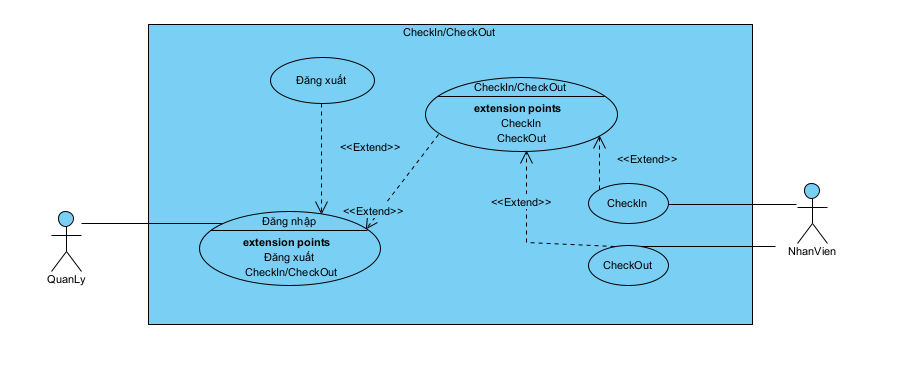 CheckIn/CheckOut
Đăng xuất
CheckIn/CheckOut
extension points
CheckIn
CheckOut
<<Extend>>
<<Extend>>
<<Extend>>
<<Extend>>
CheckIn
Đăng nhập
extension points
Đăng xuất
CheckIn/CheckOut
CheckOut
QuanLy
NhanVien